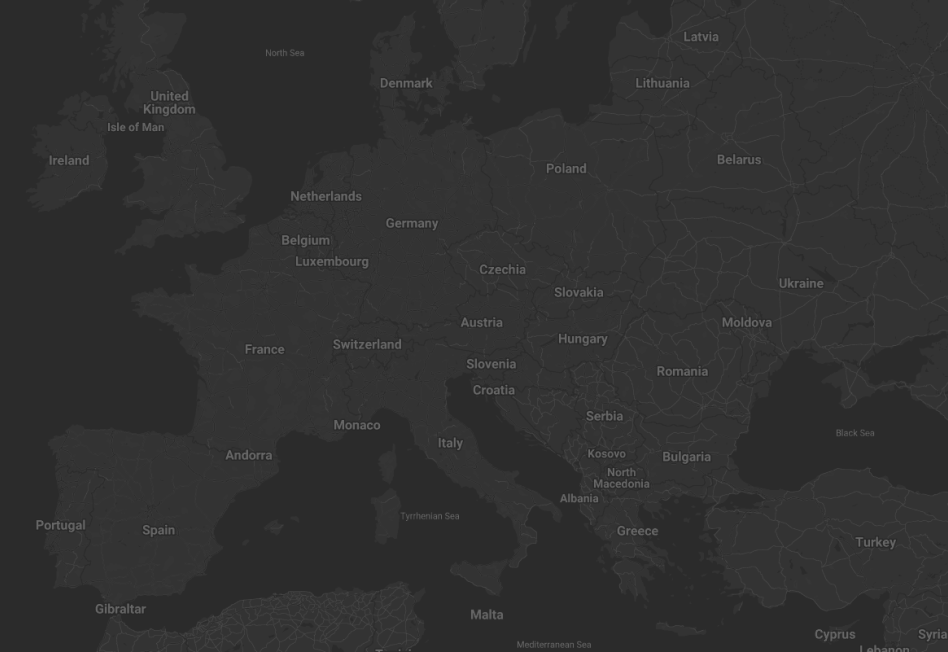 Latvia
North Sea
Denmark
Lithuania
United
Kingdom
Isle of Man
Ireland
Belarus
Poland
Netherlands
Germany
Belgium
Luxembourg
Czechia
Ukraine
Slovakia
Austria
Moldova
Hungary
Switzerland
France
Slovenia
Romania
Croatia
Serbia
Monaco
Black Sea
Italy
Andorra
Kosovo
Bulgaria
North
Macedonia
Albania
Tyrrhenian Sea
Portugal
Spain
Greece
Turkey
Gibraltar
Malta
Cyprus
Syria
Mediterranean Sea
Lebanon